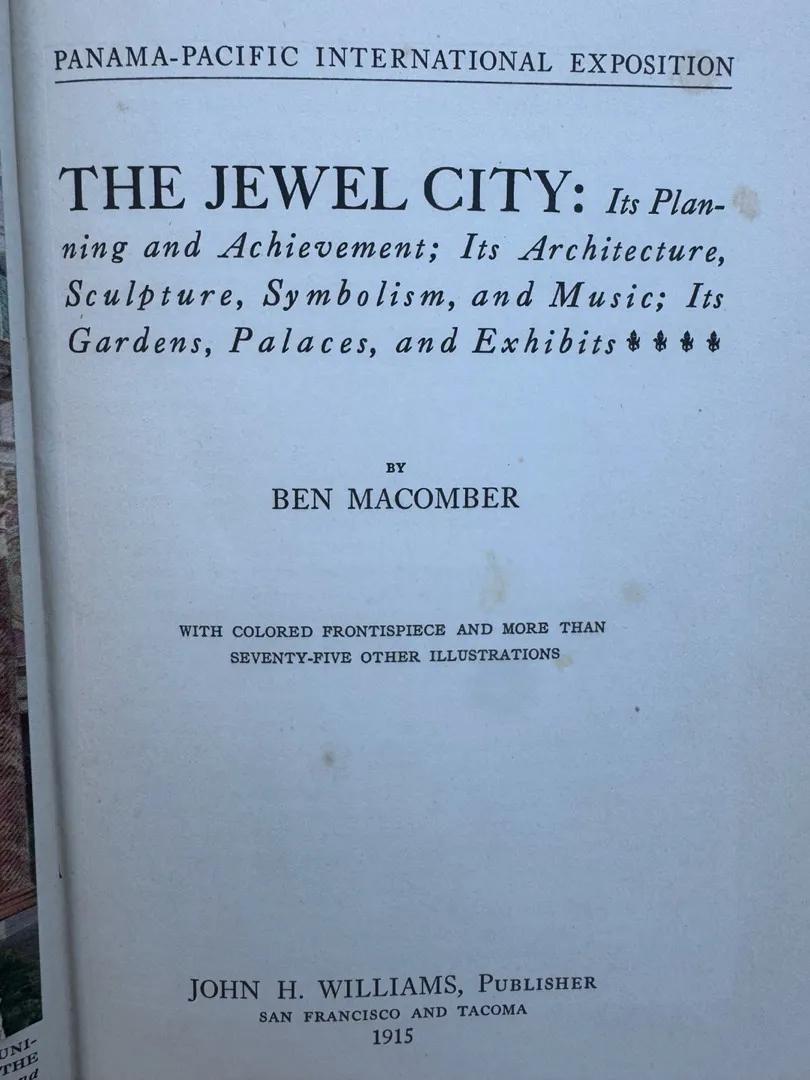 PANAMA-PACIFIC INTERNATIONAL EXPOSITION
THE JEWEL CITY: Its Plan-
ning and Achievement; Its Architecture,
Sculpture, Symbolism, and Music; Its
Gardens, Palaces, and Exhibits
BY
BEN MACOMBER
WITH COLORED FRONTISPIECE AND MORE THAN
SEVENTY-FIVE OTHER ILLUSTRATIONS
JOHN H. WILLIAMS, PUBLISHER
SAN FRANCISCO AND TACOMA
1915
UNI-
THE